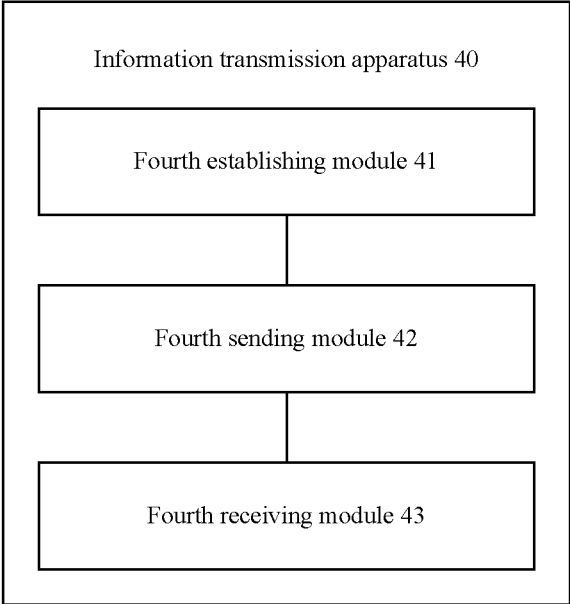 Information transmission apparatus 40
Fourth establishing module 41
Fourth sending module 42
Fourth receiving module 43